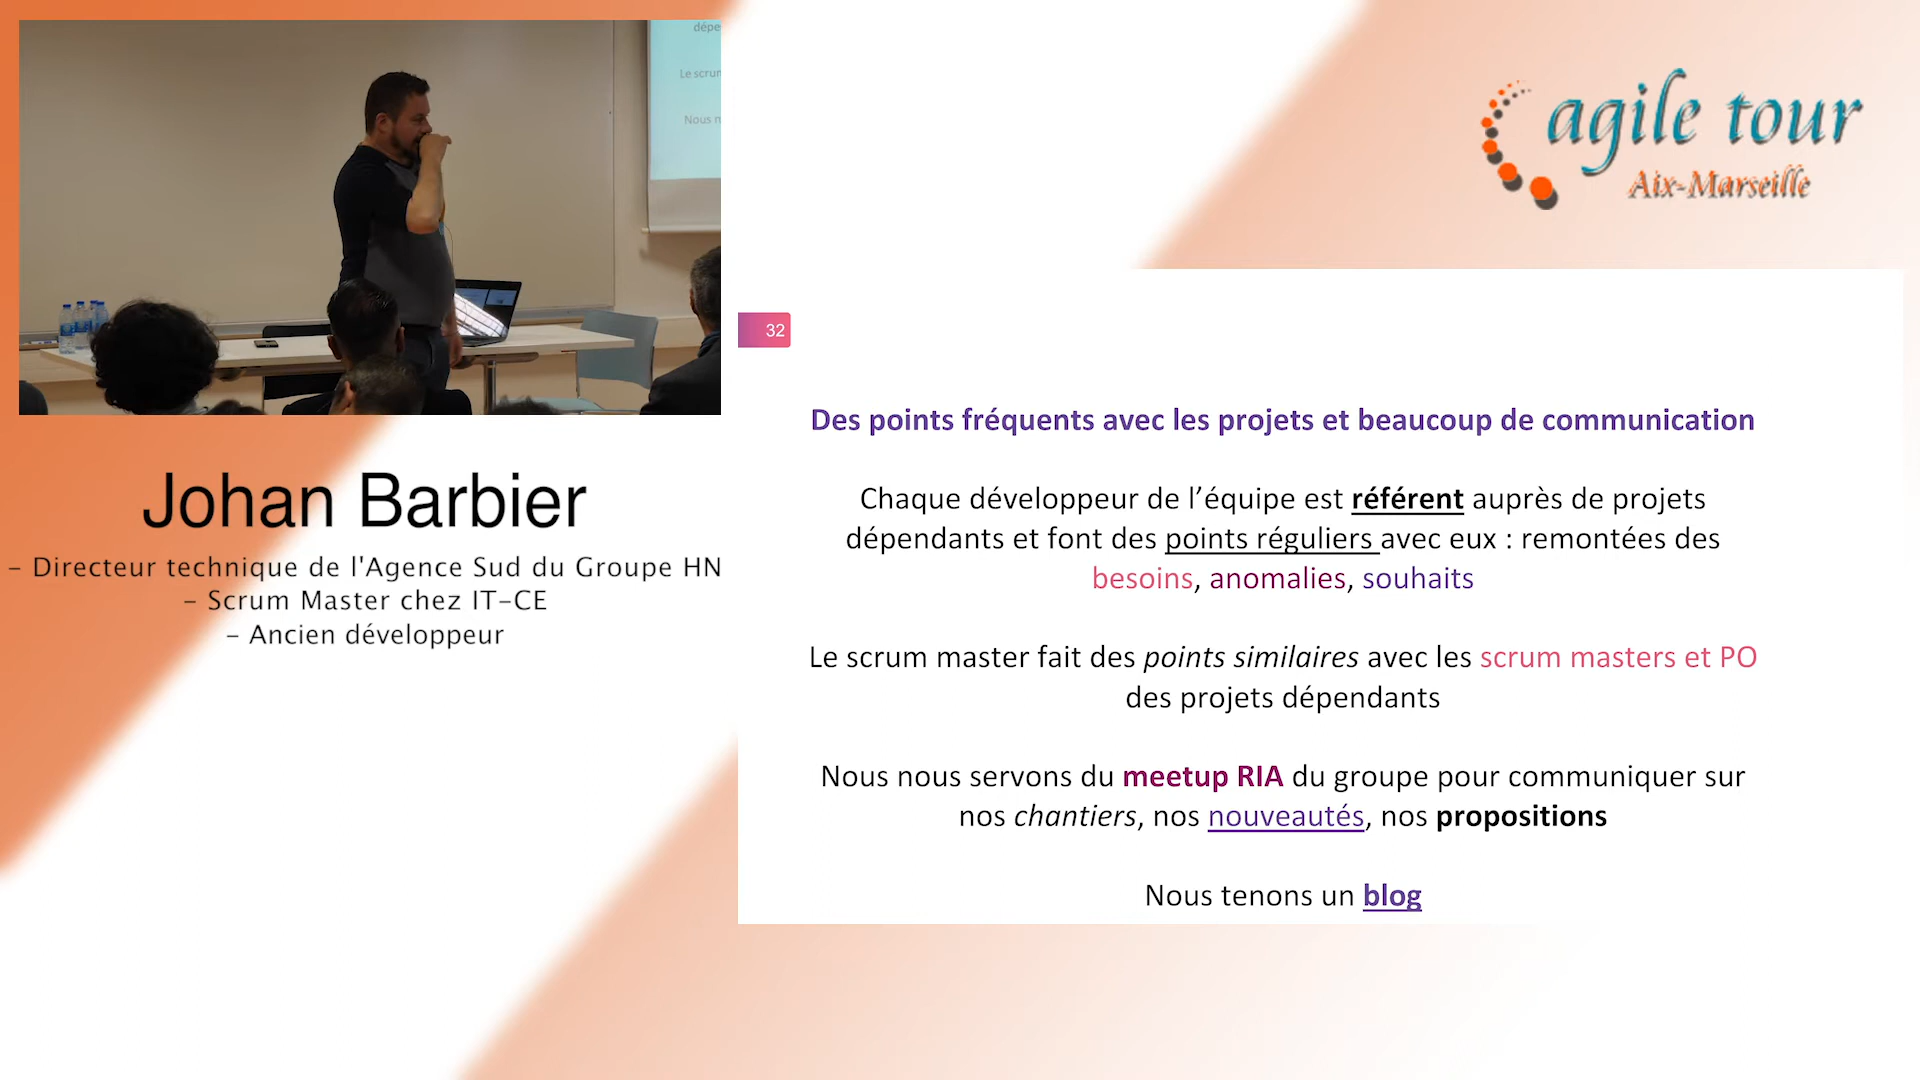 dépe
Le scrum
Nous n
agile tour
Aix-Marseille
32
Des points fréquents avec les projets et beaucoup de communication
Chaque développeur de l’équipe est référent auprès de projets
dépendants et font des points réguliers avec eux : remontées des
besoins, anomalies, souhaits
Le scrum master fait des points similaires avec les scrum masters et PO
des projets dépendants
Nous nous servons du meetup RIA du groupe pour communiquer sur
nos chantiers, nos nouveautés, nos propositions
Nous tenons un blog
Johan Barbier
– Directeur technique de l'Agence Sud du Groupe HN
– Scrum Master chez IT-CE
– Ancien développeur